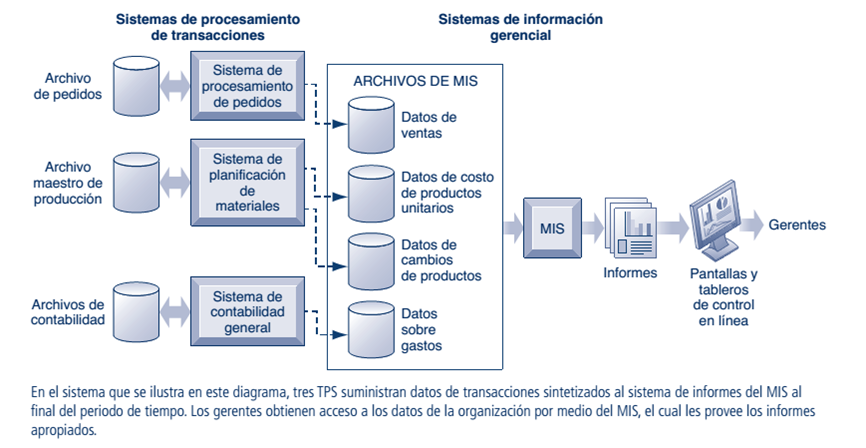 Sistemas de procesamiento
de transacciones
Sistemas de información
gerencial
Archivo
de pedidos
Sistema de
procesamiento
de pedidos
ARCHIVOS DE MIS
Datos de
ventas
Archivo
maestro de
producción
Sistema de
planificación
de
materiales
Datos de costo
de productos
unitarios
Datos de
cambios
de productos
MIS
Informes
Pantallas y
tableros
de control
en línea
Gerentes
Archivos de
contabilidad
Sistema de
contabilidad
general
Datos
sobre
gastos
En el sistema que se ilustra en este diagrama, tres TPS suministran datos de transacciones sintetizados al sistema de informes del MIS al
final del periodo de tiempo. Los gerentes obtienen acceso a los datos de la organización por medio del MIS, el cual les provee los informes
apropiados.